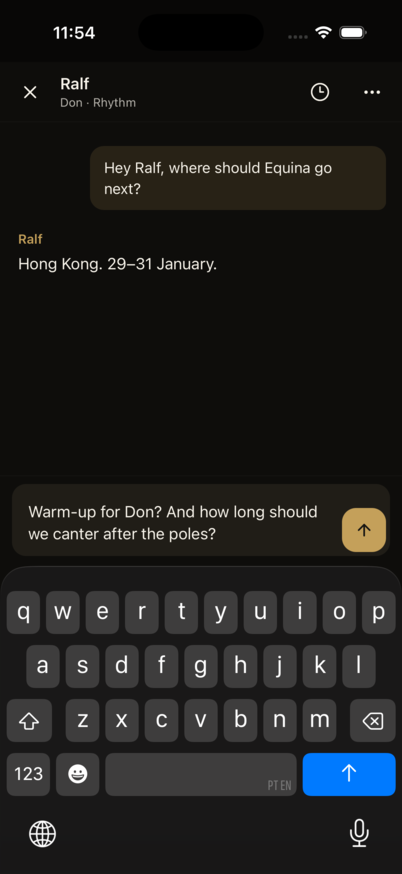 11:54
Ralf
Don · Rhythm
Hey Ralf, where should Equina go
next?
Ralf
Hong Kong. 29–31 January.
Warm-up for Don? And how long should
we canter after the poles?
q w e r t y u i o p
a s d f g h j k l
z x c v b n m
123
PT EN